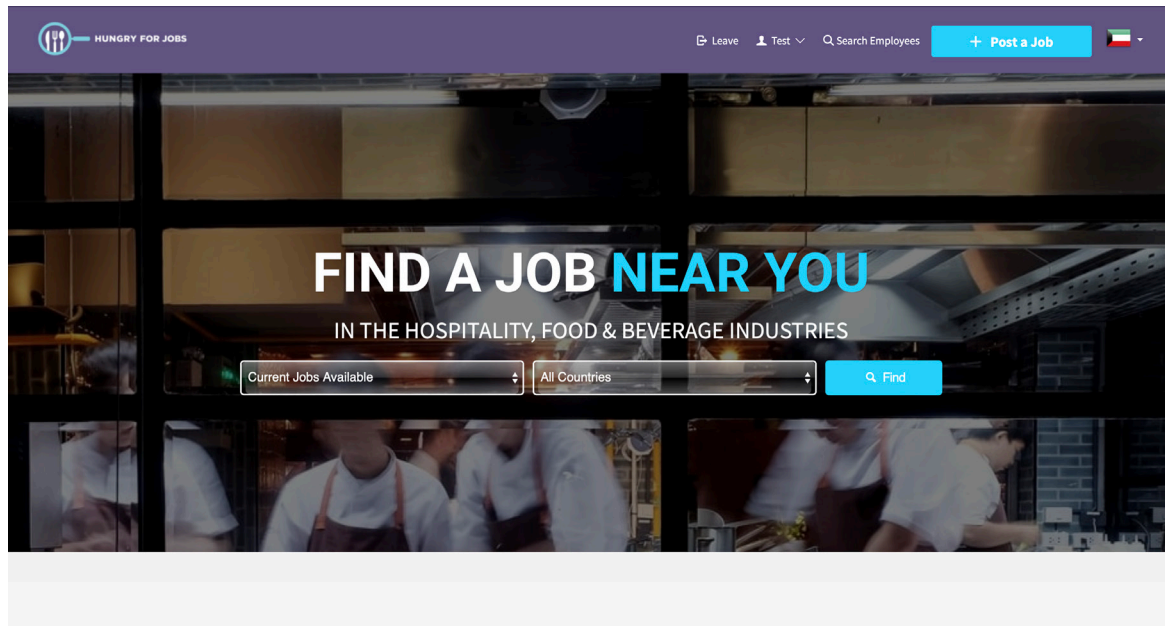 HUNGRY FOR JOBS
Leave
Test
Search Employees
+ Post a Job
FIND A JOB NEAR YOU
IN THE HOSPITALITY, FOOD & BEVERAGE INDUSTRIES
Current Jobs Available
All Countries
Find